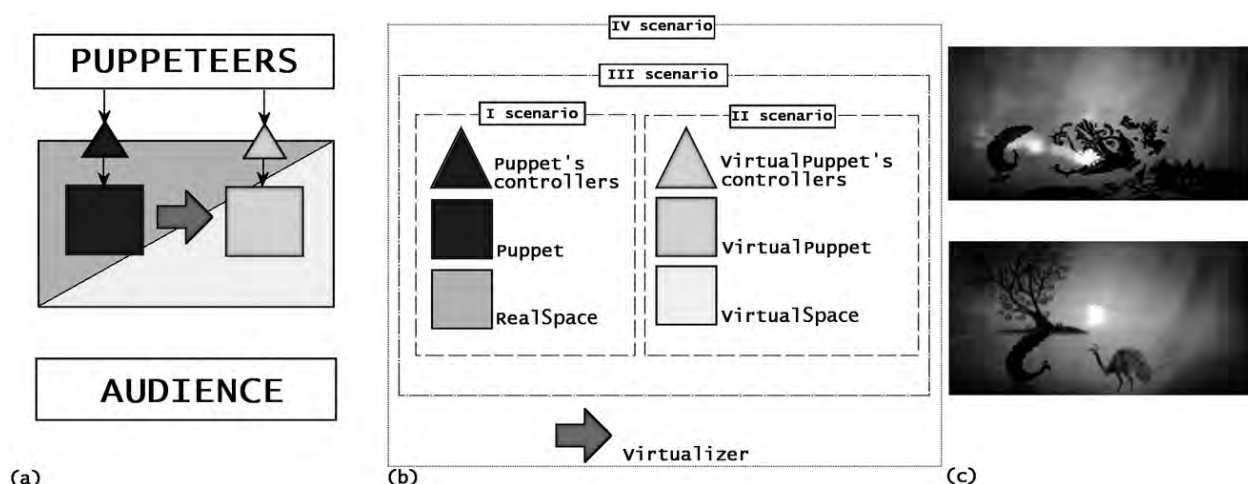 PUPPETEERS
AUDIENCE
(a)
IV scenario
III scenario
I scenario
Puppet's
controllers
Puppet
RealSpace
II scenario
VirtualPuppet's
controllers
VirtualPuppet
VirtualSpace
Virtualizer
(b)
(c)